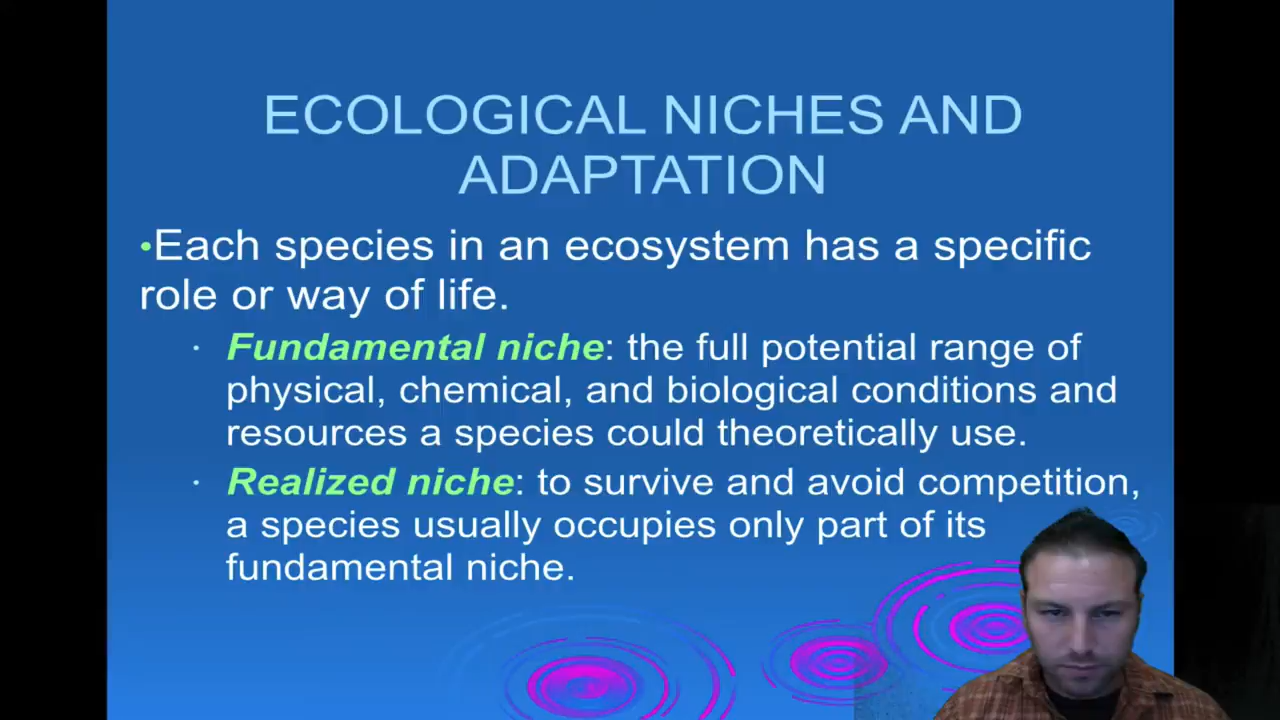 ECOLOGICAL NICHES AND
ADAPTATION
•Each species in an ecosystem has a specific
role or way of life.
· Fundamental niche: the full potential range of
physical, chemical, and biological conditions and
resources a species could theoretically use.
· Realized niche: to survive and avoid competition,
a species usually occupies only part of its
fundamental niche.